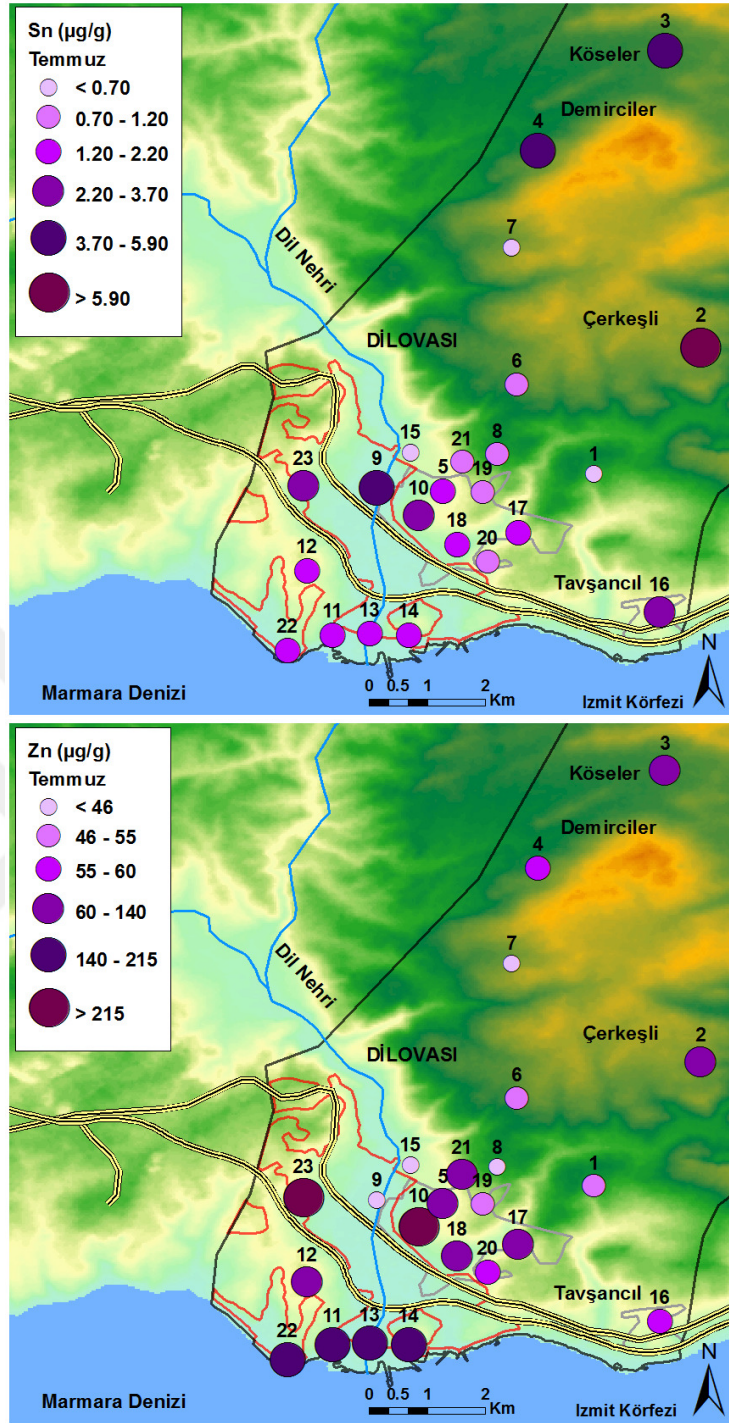 Sn (µg/g)
Temmuz
< 0.70
0.70 - 1.20
1.20 - 2.20
2.20 - 3.70
3.70 - 5.90
> 5.90
3
Köseler
Demirciler
4
7
Dil Nehri
Çerkeşli
2
DİLOVASI
6
15
21
8
1
23
9
5
19
10
17
18
20
12
Tavşancıl
16
11
13
14
22
N
0 0.5 1 2
Km
Marmara Denizi
Izmit Körfezi
Zn (µg/g)
Temmuz
< 46
46 - 55
55 - 60
60 - 140
140 - 215
> 215
3
Köseler
Demirciler
4
7
Dil Nehri
Çerkeşli
2
DİLOVASI
6
15
21
8
1
23
9
5
19
10
17
18
20
12
Tavşancıl
16
11
13
14
22
N
0 0.5 1 2
Km
Marmara Denizi
Izmit Körfezi